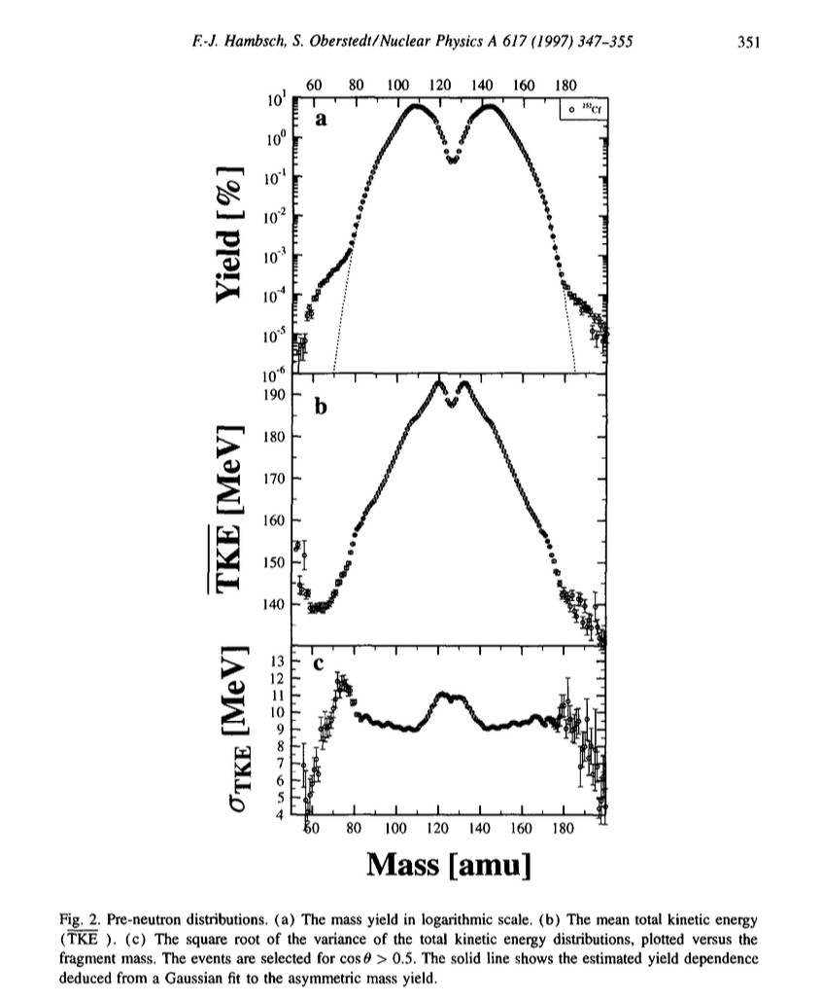 F.-J. Hambsch, S. Oberstedt/Nuclear Physics A 617 (1997) 347–355
351
60 80 100 120 140 160 180
10¹
10⁰
10⁻¹
10⁻²
10⁻³
10⁻⁴
10⁻⁵
10⁻⁶
Yield [%]
a
²⁵²Cf
190
180
170
160
150
140
T̅K̅E̅ [MeV]
b
13
12
11
10
9
8
7
6
5
4
σTKE [MeV]
c
60 80 100 120 140 160 180
Mass [amu]
Fig. 2. Pre-neutron distributions. (a) The mass yield in logarithmic scale. (b) The mean total kinetic energy
(T̅K̅E̅ ). (c) The square root of the variance of the total kinetic energy distributions, plotted versus the
fragment mass. The events are selected for cos θ > 0.5. The solid line shows the estimated yield dependence
deduced from a Gaussian fit to the asymmetric mass yield.